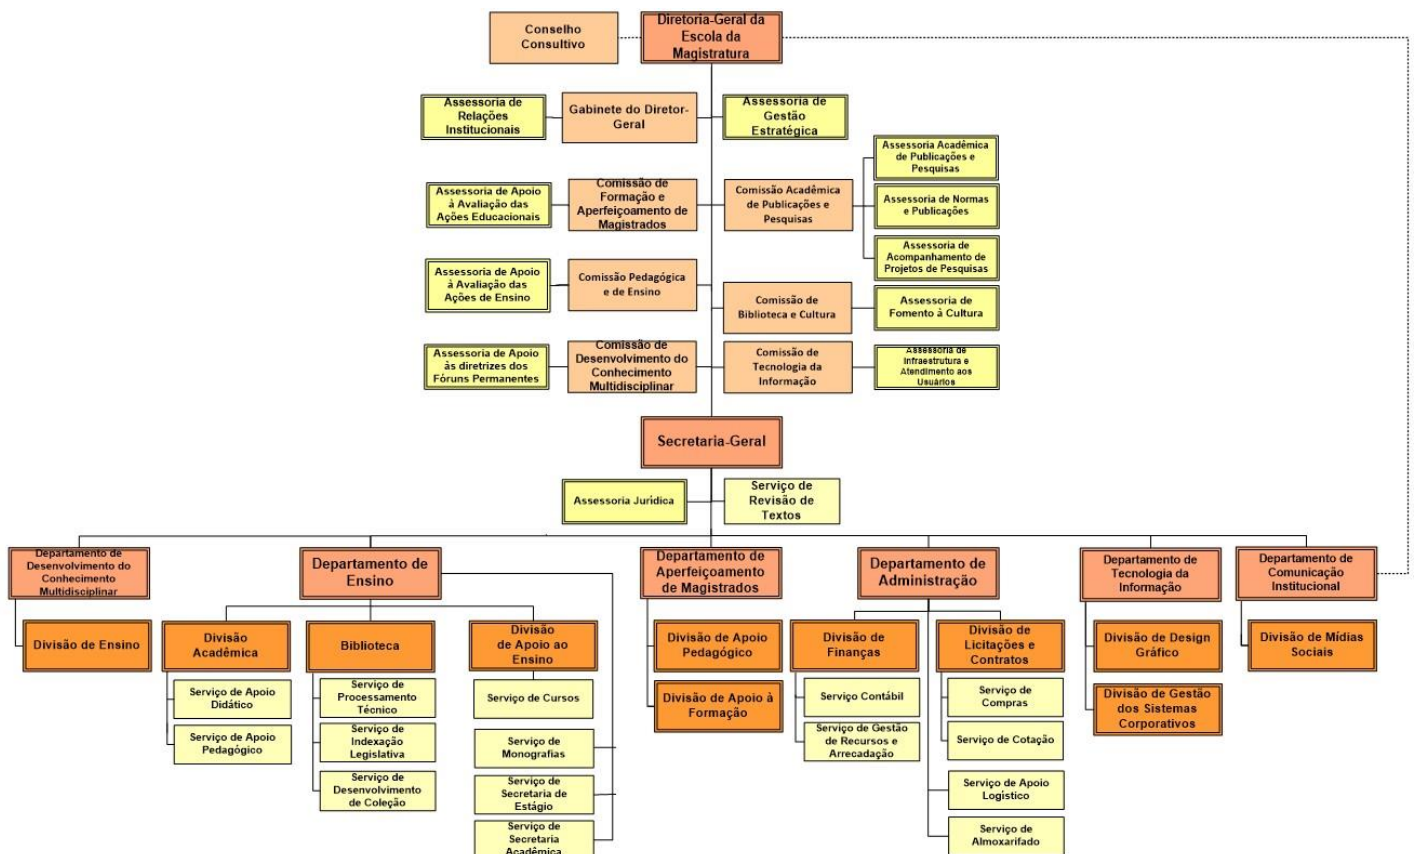 Conselho
Consultivo
Diretoria-Geral da
Escola da
Magistratura
Assessoria de
Relações
Institucionais
Gabinete do Diretor-
Geral
Assessoria de
Gestão
Estratégica
Assessoria Acadêmica
de Publicações e
Pesquisas
Assessoria de Apoio
à Avaliação das
Ações Educacionais
Comissão de
Formação e
Aperfeiçoamento de
Magistrados
Comissão Acadêmica
de Publicações e
Pesquisas
Assessoria de Normas
e Publicações
Assessoria de
Acompanhamento de
Projetos de Pesquisas
Assessoria de Apoio
à Avaliação das
Ações de Ensino
Comissão Pedagógica
e de Ensino
Comissão de
Biblioteca e Cultura
Assessoria de
Fomento à Cultura
Assessoria de Apoio
às diretrizes dos
Fóruns Permanentes
Comissão de
Desenvolvimento do
Conhecimento
Multidisciplinar
Comissão de
Tecnologia da
Informação
Assessoria de
Infraestrutura e
Atendimento aos
Usuários
Secretaria-Geral
Assessoria Jurídica
Serviço de
Revisão de
Textos
Departamento de
Desenvolvimento do
Conhecimento
Multidisciplinar
Departamento de
Ensino
Departamento de
Aperfeiçoamento
de Magistrados
Departamento de
Administração
Departamento de
Tecnologia da
Informação
Departamento de
Comunicação
Institucional
Divisão de Ensino
Divisão
Acadêmica
Biblioteca
Divisão
de Apoio ao
Ensino
Divisão de Apoio
Pedagógico
Divisão de
Finanças
Divisão de
Licitações e
Contratos
Divisão de Design
Gráfico
Divisão de Mídias
Sociais
Serviço de Apoio
Didático
Serviço de
Processamento
Técnico
Serviço de Cursos
Divisão de Apoio à
Formação
Serviço Contábil
Serviço de
Compras
Divisão de Gestão
dos Sistemas
Corporativos
Serviço de Apoio
Pedagógico
Serviço de
Indexação
Legislativa
Serviço de
Monografias
Serviço de Gestão
de Recursos e
Arrecadação
Serviço de Cotação
Serviço de
Desenvolvimento
de Coleção
Serviço de
Secretaria de
Estágio
Serviço de Apoio
Logístico
Serviço de
Secretaria
Acadêmica
Serviço de
Almoxarifado